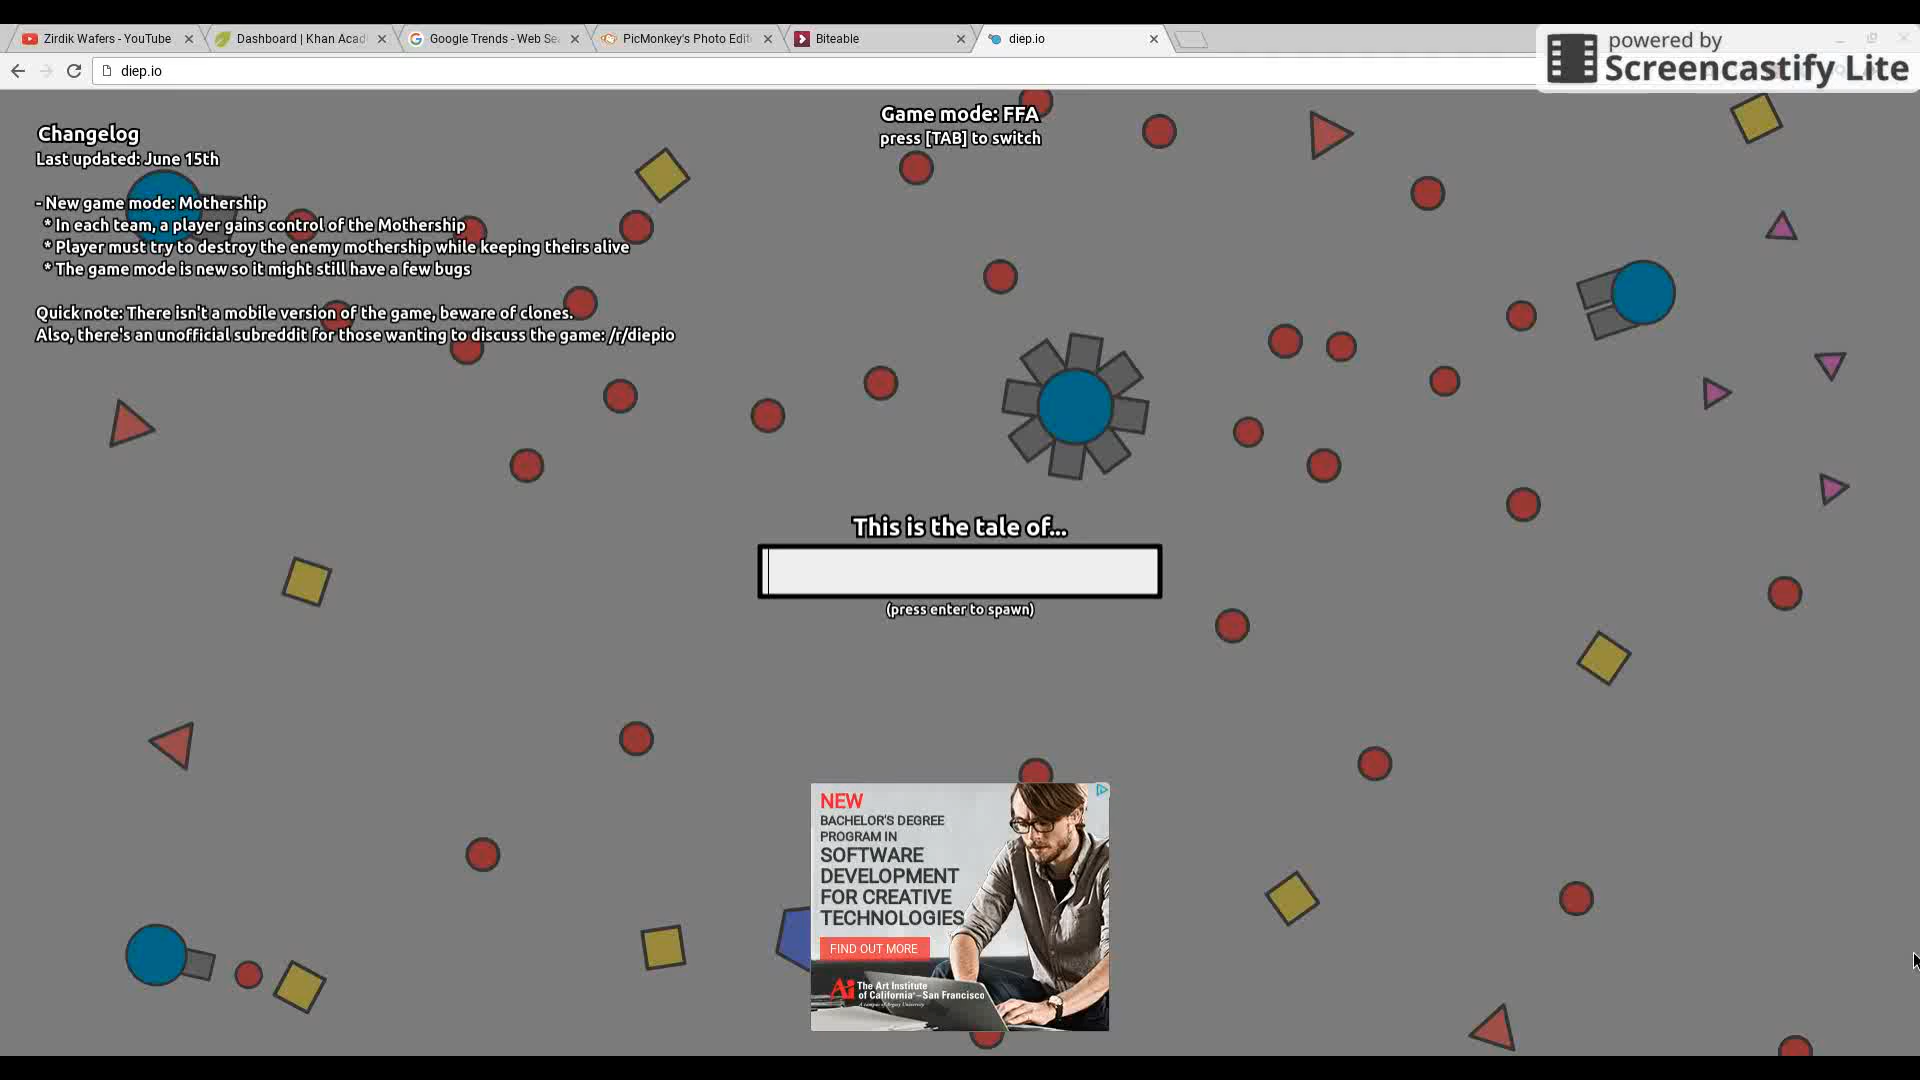 Zirdik Wafers - YouTube
Dashboard | Khan Acad
Google Trends - Web Se
PicMonkey's Photo Edit
Biteable
diep.io
powered by
Screencastify Lite
diep.io
Game mode: FFA
press [TAB] to switch
Changelog
Last updated: June 15th
- New game mode: Mothership
* In each team, a player gains control of the Mothership
* Player must try to destroy the enemy mothership while keeping theirs alive
* The game mode is new so it might still have a few bugs
Quick note: There isn't a mobile version of the game, beware of clones.
Also, there's an unofficial subreddit for those wanting to discuss the game: /r/diepio
This is the tale of...
(press enter to spawn)
NEW
BACHELOR'S DEGREE
PROGRAM IN
SOFTWARE
DEVELOPMENT
FOR CREATIVE
TECHNOLOGIES
FIND OUT MORE
Ai The Art Institute
of California®–San Francisco
A campus of Argosy University